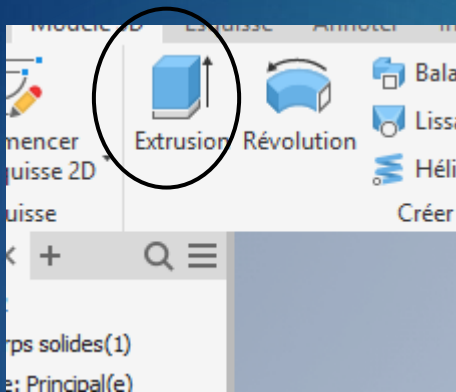 Modèle 3D Esquisse Annoter
mencer
quisse 2D
Extrusion
Révolution
Bala
Lissa
Héli
uisse
Créer
rps solides(1)
e: Principal(e)